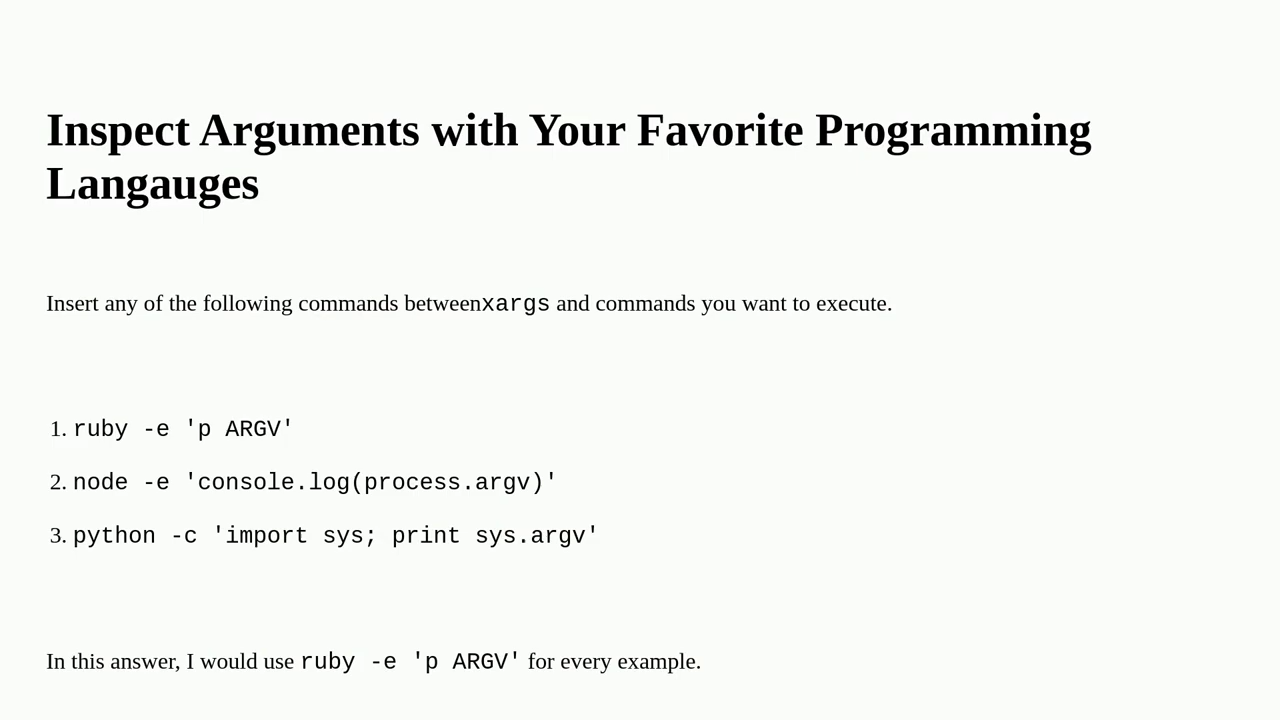 Inspect Arguments with Your Favorite Programming
Langauges
Insert any of the following commands betweenxargs and commands you want to execute.
1. ruby -e 'p ARGV'
2. node -e 'console.log(process.argv)'
3. python -c 'import sys; print sys.argv'
In this answer, I would use ruby -e 'p ARGV' for every example.